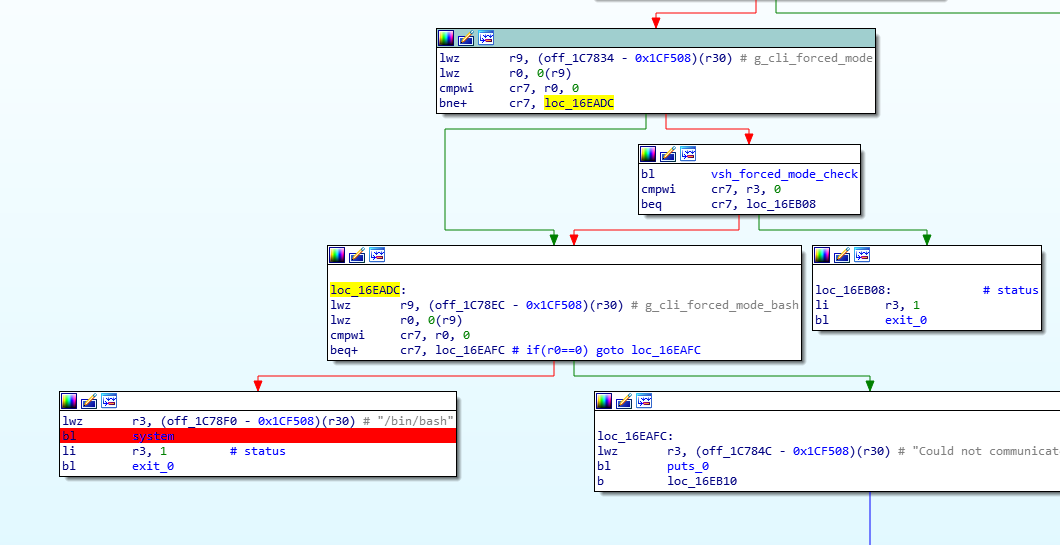 lwz r9, (off_1C7834 - 0x1CF508)(r30) # g_cli_forced_mode
lwz r0, 0(r9)
cmpwi cr7, r0, 0
bne+ cr7, loc_16EADC
bl vsh_forced_mode_check
cmpwi cr7, r3, 0
beq cr7, loc_16EB08
loc_16EADC:
lwz r9, (off_1C78EC - 0x1CF508)(r30) # g_cli_forced_mode_bash
lwz r0, 0(r9)
cmpwi cr7, r0, 0
beq+ cr7, loc_16EAFC # if(r0==0) goto loc_16EAFC
loc_16EB08: # status
li r3, 1
bl exit_0
lwz r3, (off_1C78F0 - 0x1CF508)(r30) # "/bin/bash"
bl system
li r3, 1 # status
bl exit_0
loc_16EAFC:
lwz r3, (off_1C784C - 0x1CF508)(r30) # "Could not communicat
bl puts_0
b loc_16EB10